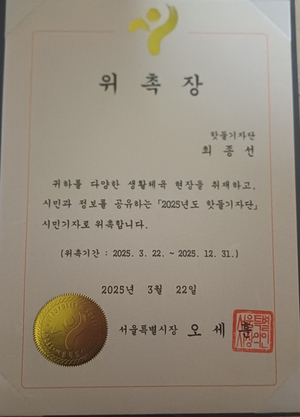 위 촉 장
핫둘기자단
최 종 선
귀하를 다양한 생활체육 현장을 취재하고,
시민과 정보를 공유하는 「2025년도 핫둘기자단」
시민기자로 위촉합니다.
(위촉기간 : 2025. 3. 22. ~ 2025. 12. 31.)
2025년 3월 22일
서울특별시장 오 세 훈